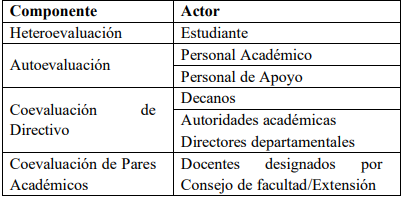 Componente Actor
Heteroevaluación Estudiante
Autoevaluación
Personal Académico
Personal de Apoyo
Coevaluación de
Directivo
Decanos
Autoridades académicas
Directores departamentales
Coevaluación de Pares
Académicos
Docentes designados por
Consejo de facultad/Extensión